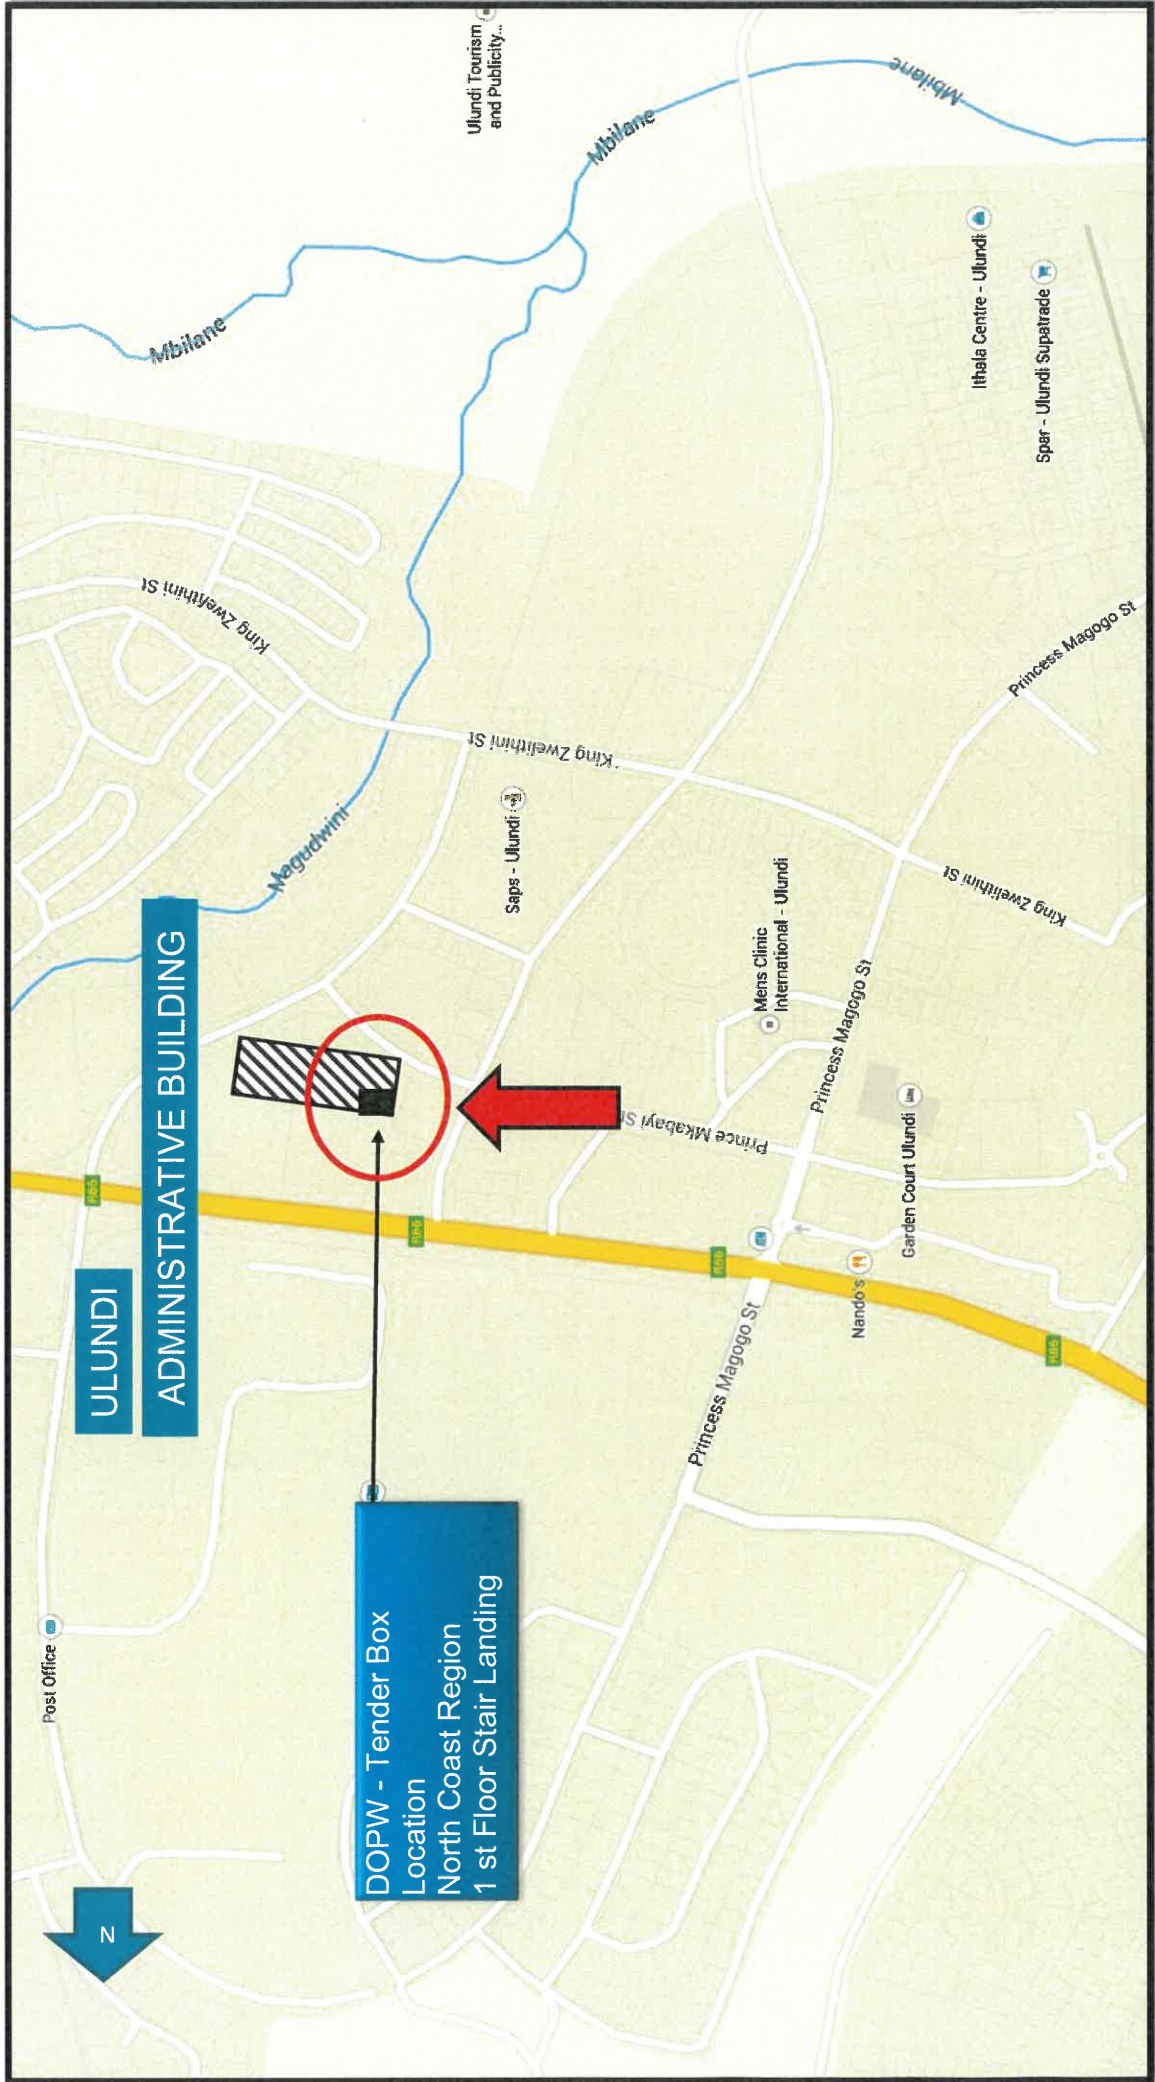 ULUNDI
ADMINISTRATIVE BUILDING
DOPW - Tender Box
Location
North Coast Region
1 st Floor Stair Landing
N
Post Office
R66
R66
R66
R66
Mbilane
Mbilane
Mbilane
Magudwini
Ulundi Tourism
and Publicity...
King Zwelithini St
King Zwelithini St
King Zwelithini St
Saps - Ulundi
Mens Clinic
International - Ulundi
Prince Mkabayi St
Princess Magogo St
Princess Magogo St
Princess Magogo St
Garden Court Ulundi
Nando's
Ithala Centre - Ulundi
Spar - Ulundi Supatrade